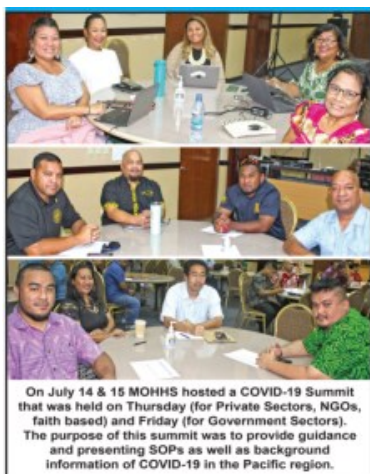 On July 14 & 15 MOHHS hosted a COVID-19 Summit
that was held on Thursday (for Private Sectors, NGOs,
faith based) and Friday (for Government Sectors).
The purpose of this summit was to provide guidance
and presenting SOPs as well as background
information of COVID-19 in the Pacific region.